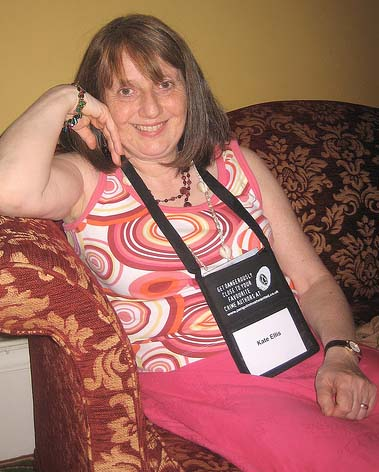 GET DANGEROUSLY
CLOSE TO YOUR
FAVOURITE
CRIME AUTHORS AT
Kate Ellis